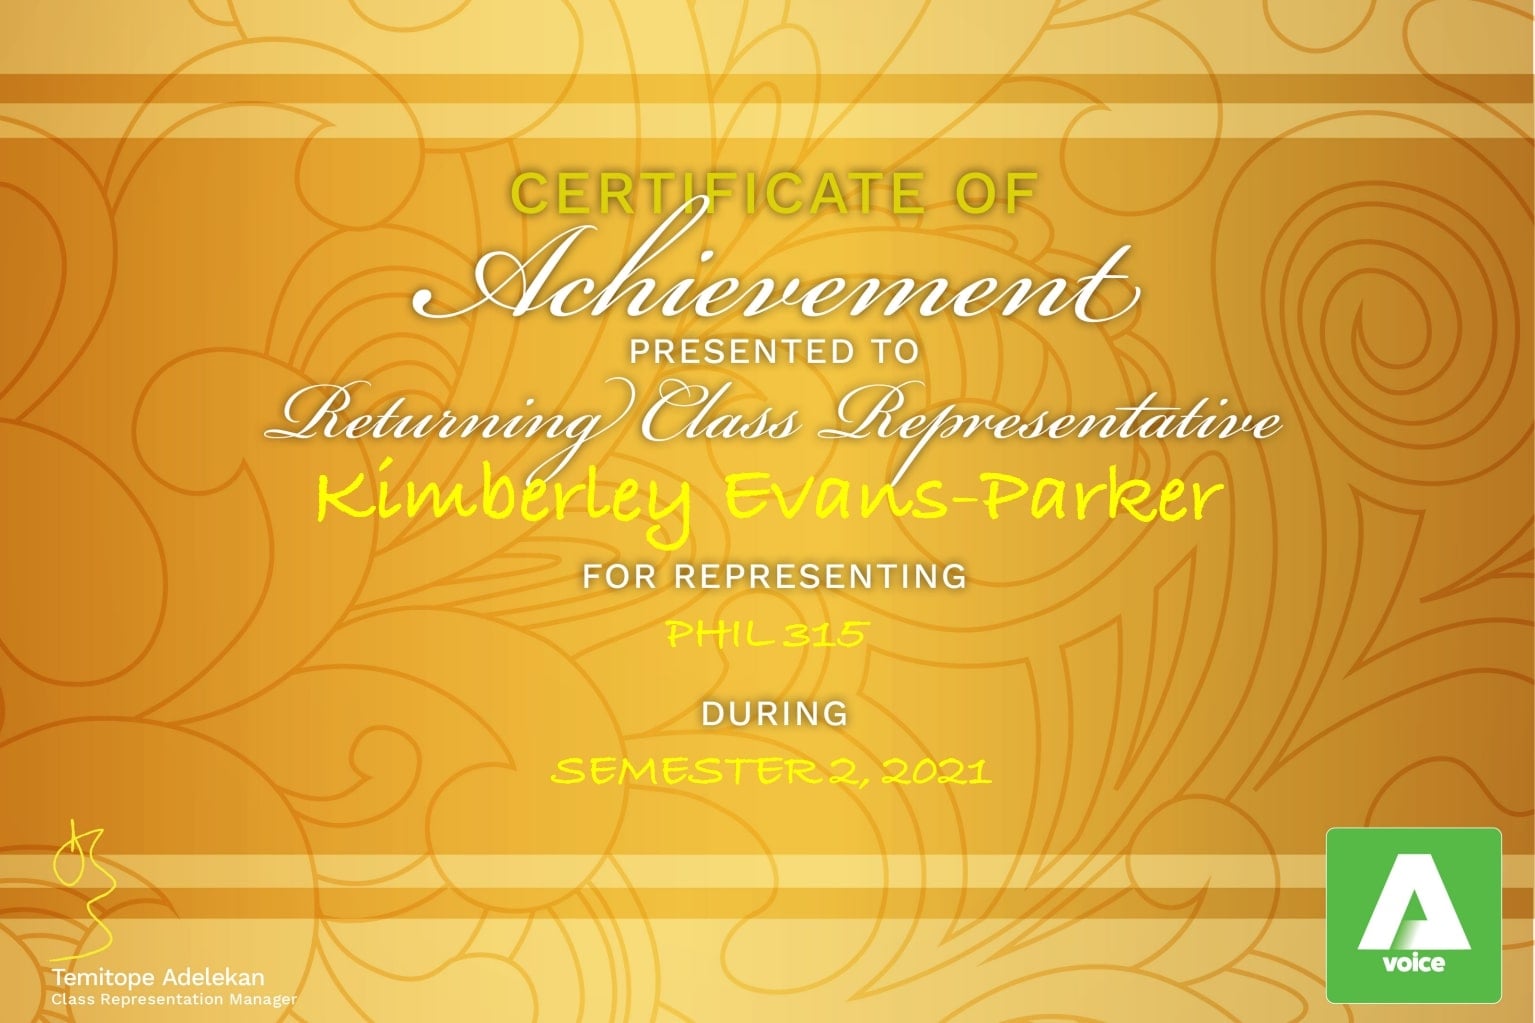 CERTIFICATE OF
Achievement
PRESENTED TO
Returning Class Representative
Kimberley Evans-Parker
FOR REPRESENTING
PHIL 315
DURING
SEMESTER 2, 2021
Temitope Adelekan
Class Representation Manager
A
voice